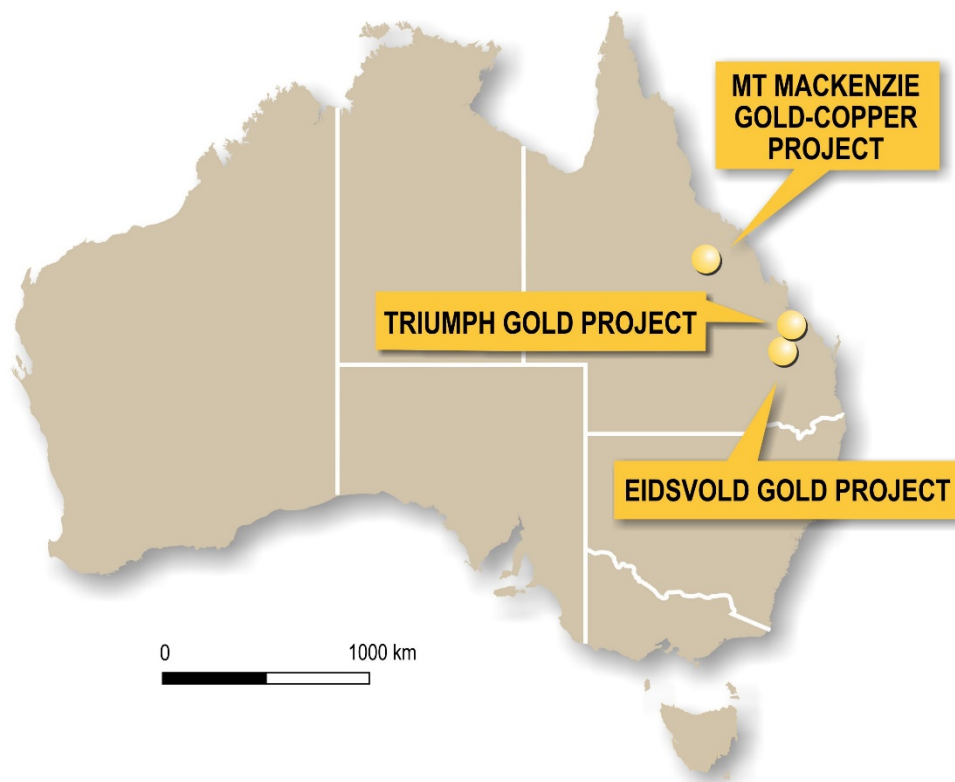 MT MACKENZIE
GOLD-COPPER
PROJECT
TRIUMPH GOLD PROJECT
EIDSVOLD GOLD PROJECT
0 1000 km